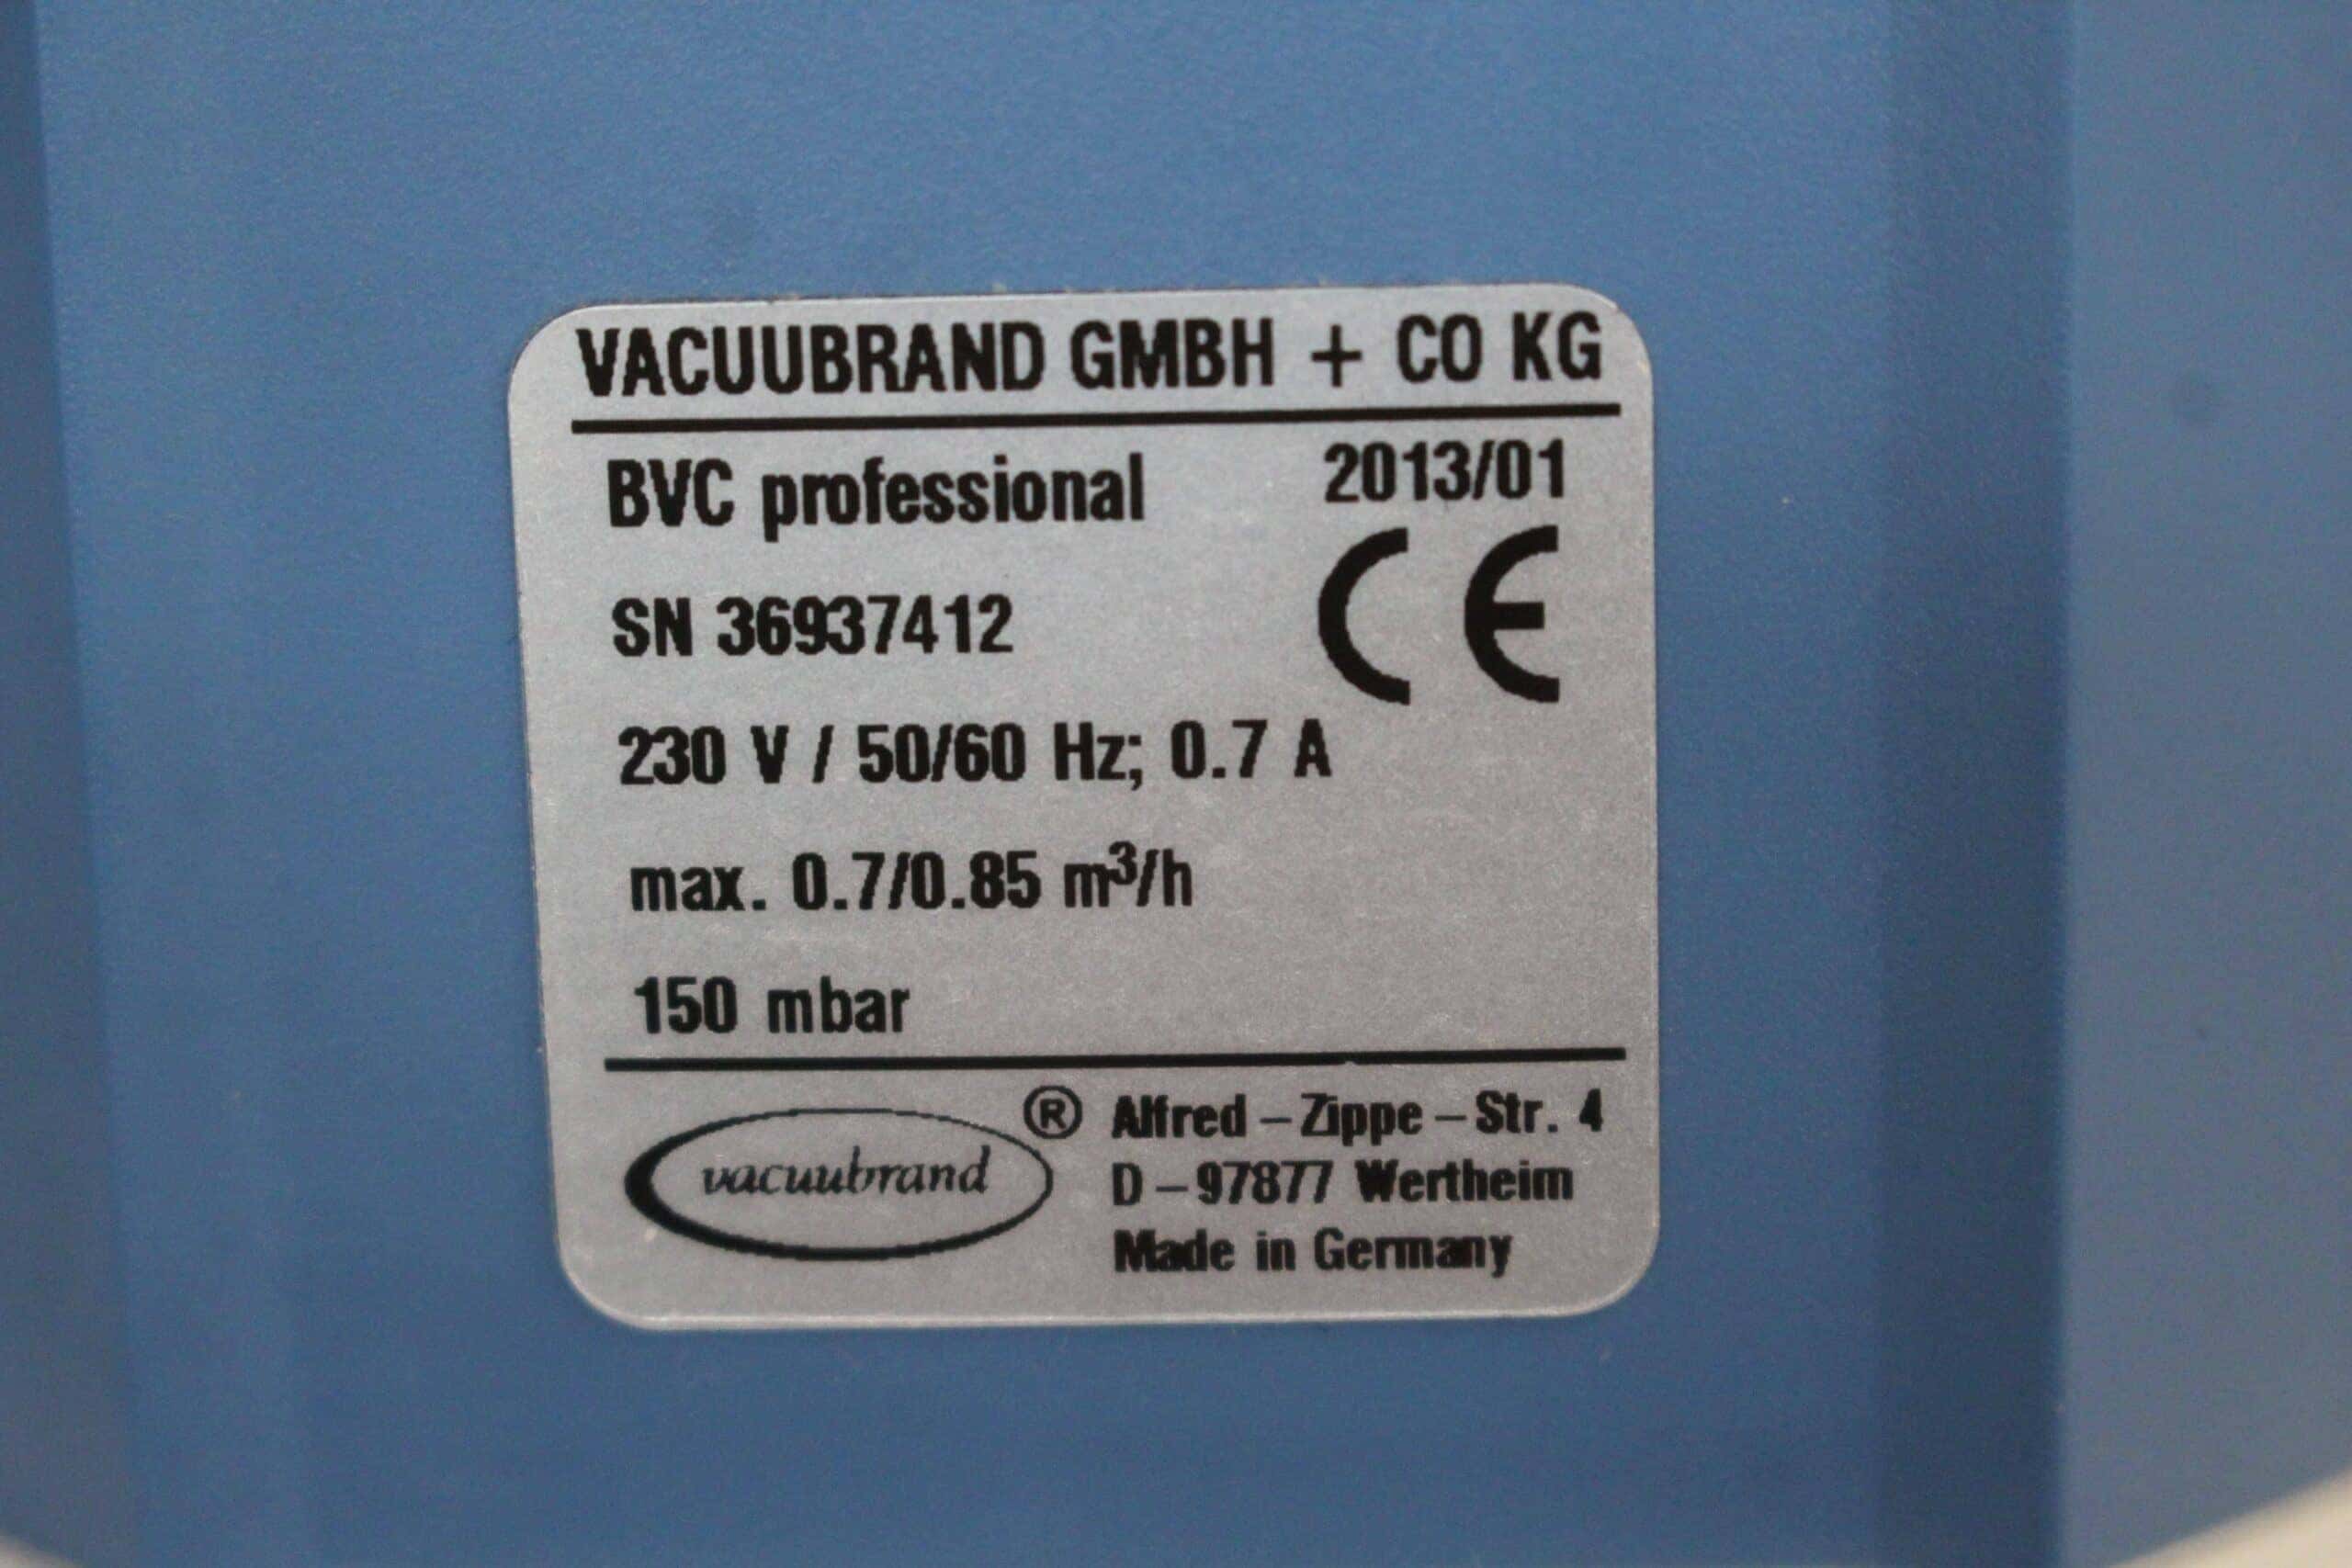 VACUUBRAND GMBH + CO KG
BVC professional 2013/01
CE
SN 36937412
230 V / 50/60 Hz; 0.7 A
max. 0.7/0.85 m³/h
150 mbar
vacuubrand ® Alfred – Zippe – Str. 4
D – 97877 Wertheim
Made in Germany